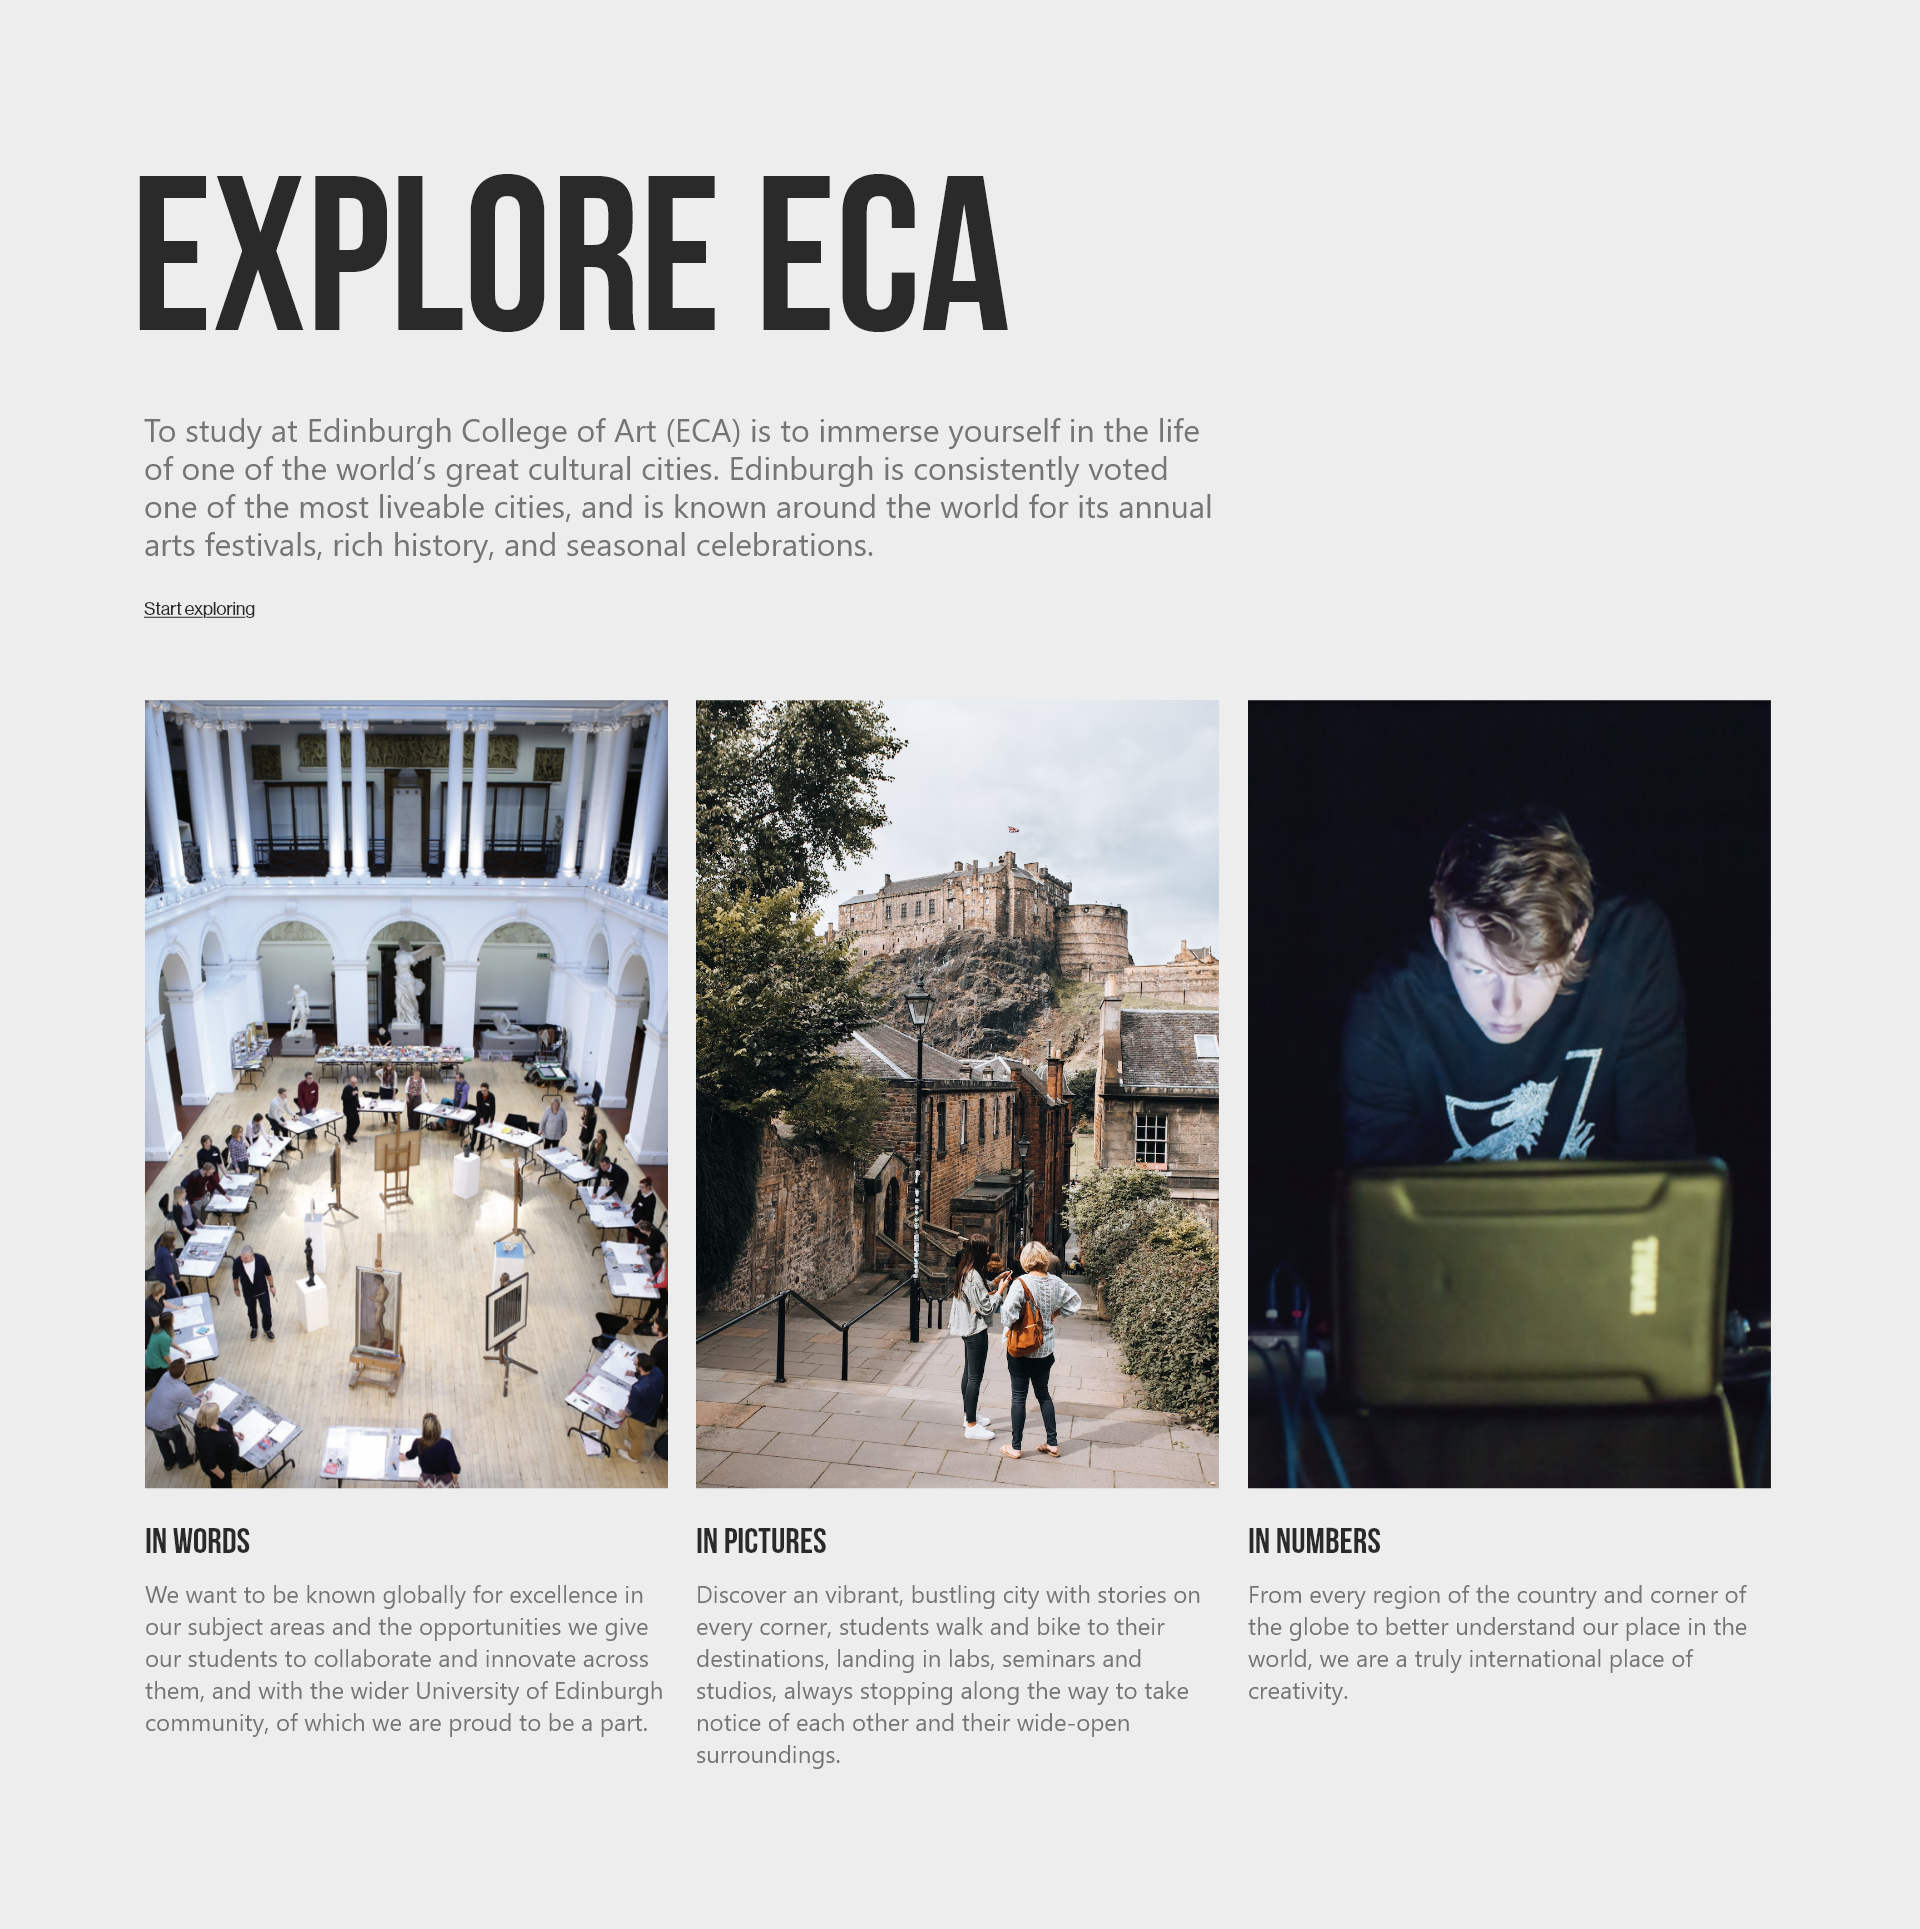 EXPLORE ECA
To study at Edinburgh College of Art (ECA) is to immerse yourself in the life
of one of the world’s great cultural cities. Edinburgh is consistently voted
one of the most liveable cities, and is known around the world for its annual
arts festivals, rich history, and seasonal celebrations.
Start exploring
THULE
IN WORDS
We want to be known globally for excellence in
our subject areas and the opportunities we give
our students to collaborate and innovate across
them, and with the wider University of Edinburgh
community, of which we are proud to be a part.
IN PICTURES
Discover an vibrant, bustling city with stories on
every corner, students walk and bike to their
destinations, landing in labs, seminars and
studios, always stopping along the way to take
notice of each other and their wide-open
surroundings.
IN NUMBERS
From every region of the country and corner of
the globe to better understand our place in the
world, we are a truly international place of
creativity.